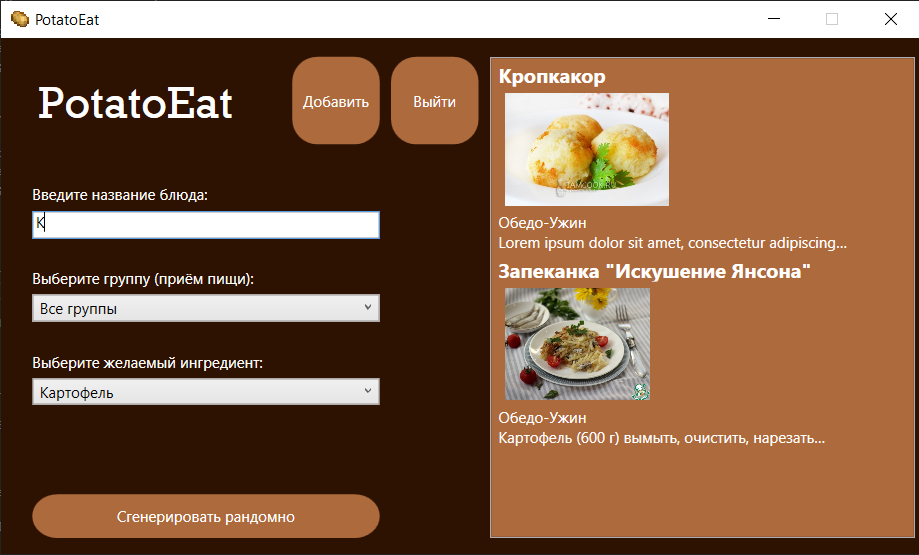 PotatoEat
PotatoEat
Добавить
Выйти
Введите название блюда:
К
Выберите группу (приём пищи):
Все группы
Выберите желаемый ингредиент:
Картофель
Сгенерировать рандомно
Кропкакор
Обедо-Ужин
Lorem ipsum dolor sit amet, consectetur adipiscing...
Запеканка "Искушение Янсона"
Обедо-Ужин
Картофель (600 г) вымыть, очистить, нарезать...